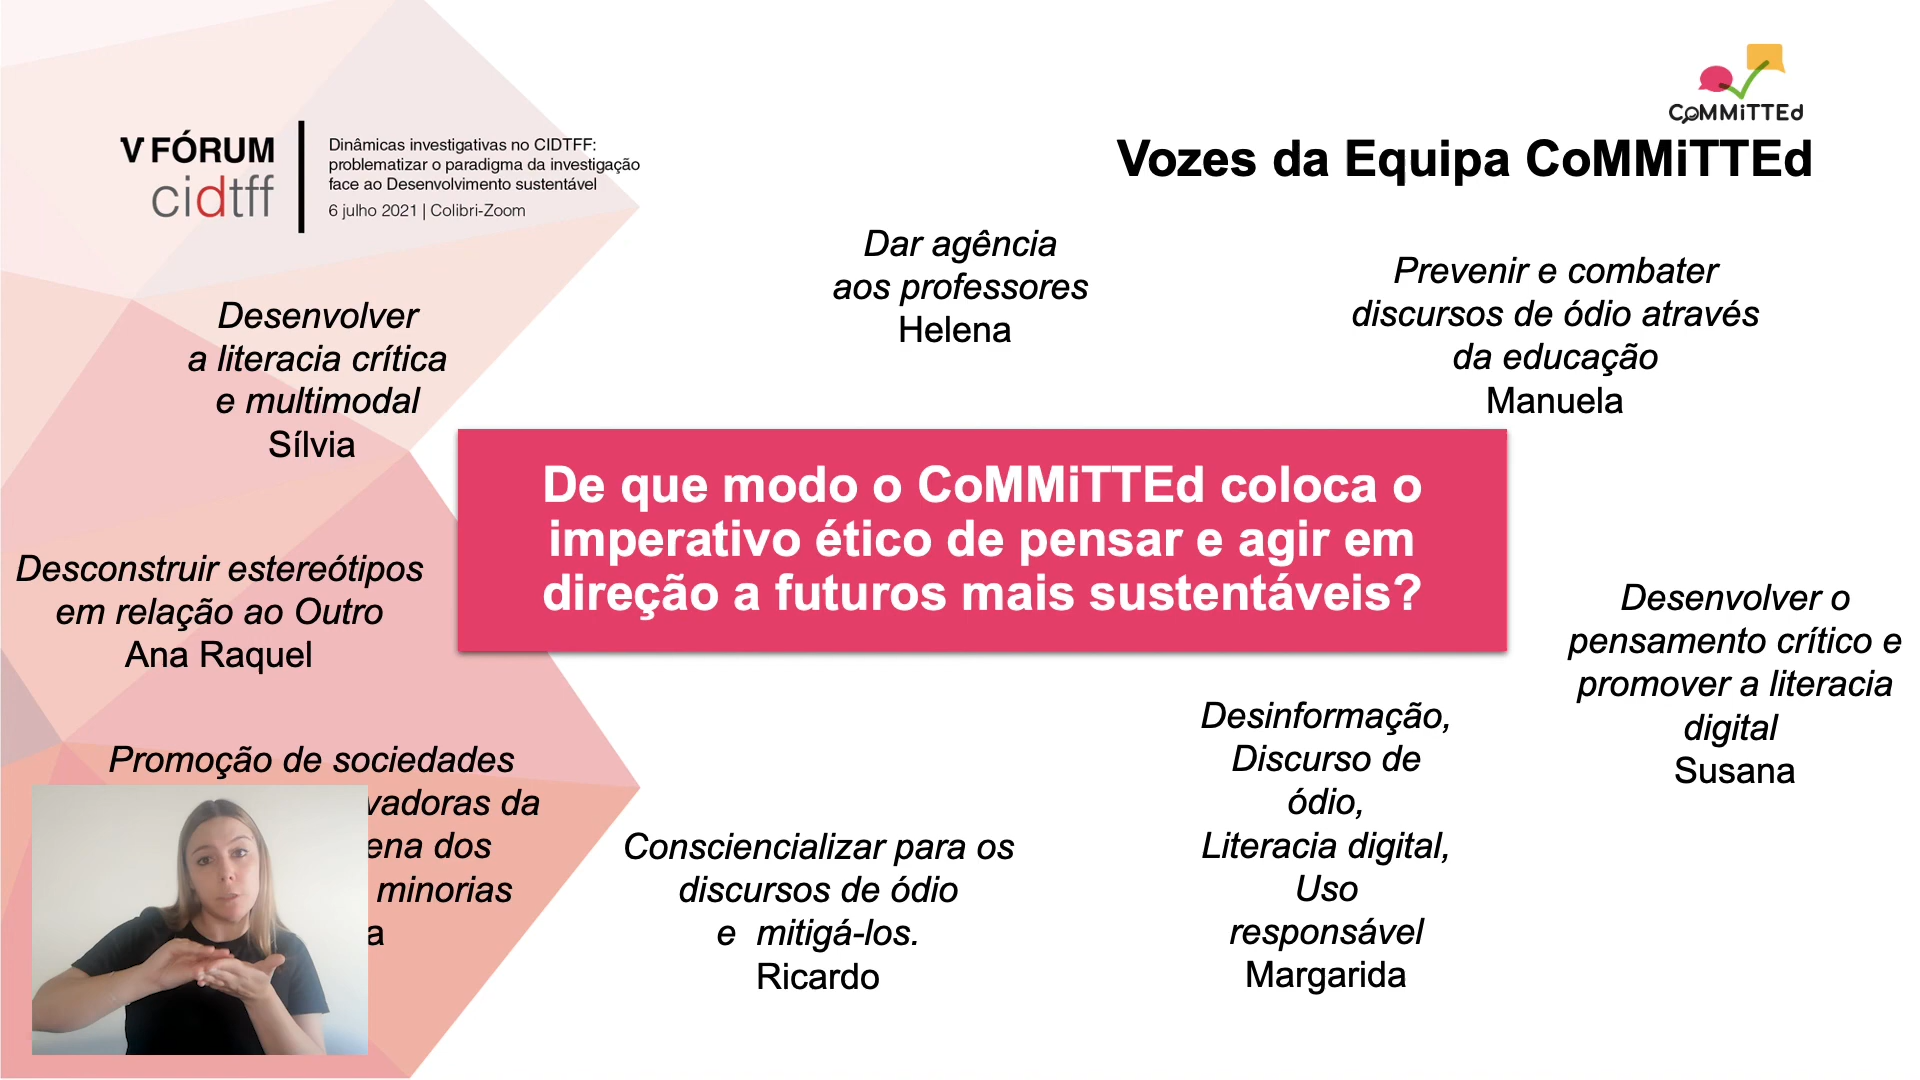 CoMMiTTEd
V FÓRUM
cidtff
Dinâmicas investigativas no CIDTFF:
problematizar o paradigma da investigação
face ao Desenvolvimento sustentável
6 julho 2021 | Colibri-Zoom
Vozes da Equipa CoMMiTTEd
Dar agência
aos professores
Helena
Prevenir e combater
discursos de ódio através
da educação
Manuela
Desenvolver
a literacia crítica
e multimodal
Sílvia
De que modo o CoMMiTTEd coloca o
imperativo ético de pensar e agir em
direção a futuros mais sustentáveis?
Desconstruir estereótipos
em relação ao Outro
Ana Raquel
Desenvolver o
pensamento crítico e
promover a literacia
digital
Susana
Promoção de sociedades
da
dos
minorias
Consciencializar para os
discursos de ódio
e mitigá-los.
Ricardo
Desinformação,
Discurso de
ódio,
Literacia digital,
Uso
responsável
Margarida